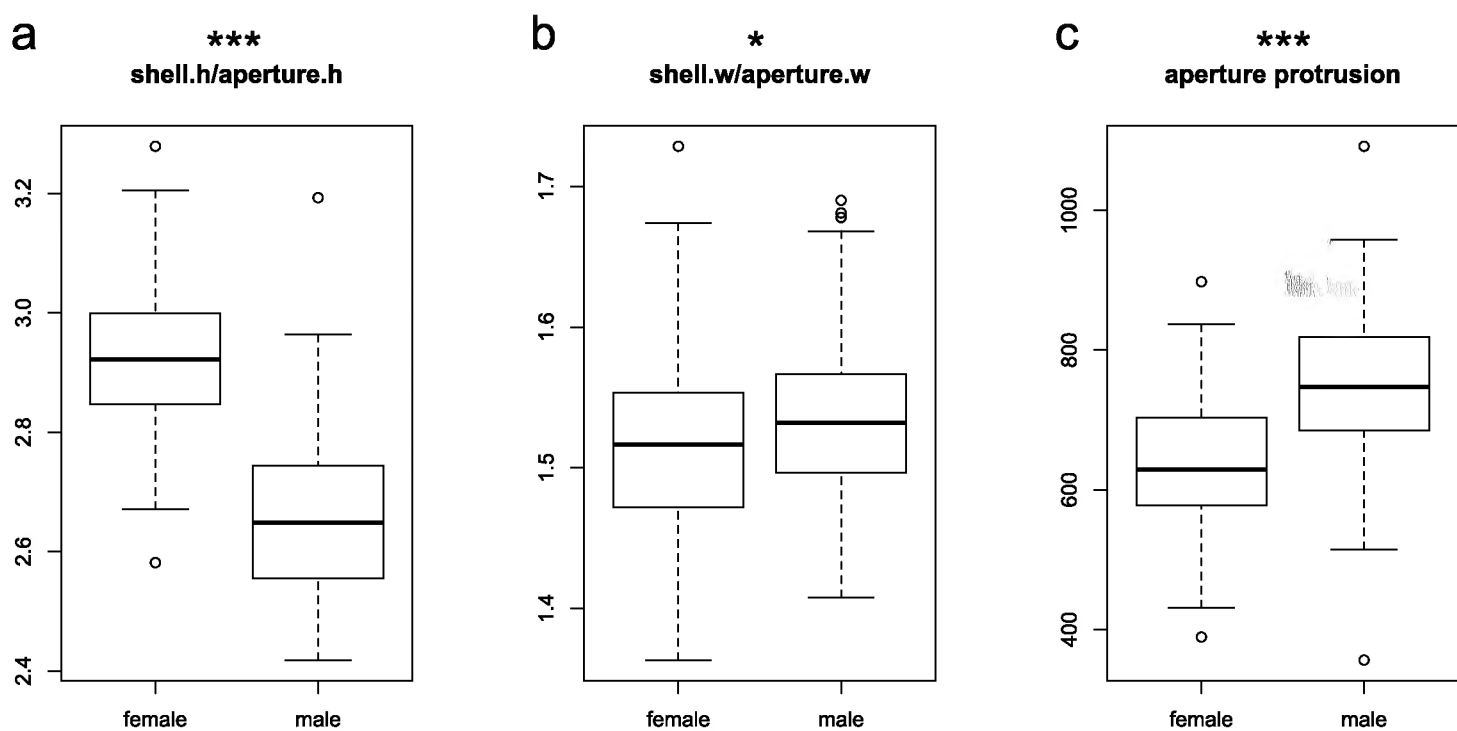 a
***
shell.h/aperture.h
3.2
3.0
2.8
2.6
2.4
female
male
b
*
shell.w/aperture.w
1.7
1.6
1.5
1.4
female
male
c
***
aperture protrusion
1000
800
600
400
female
male